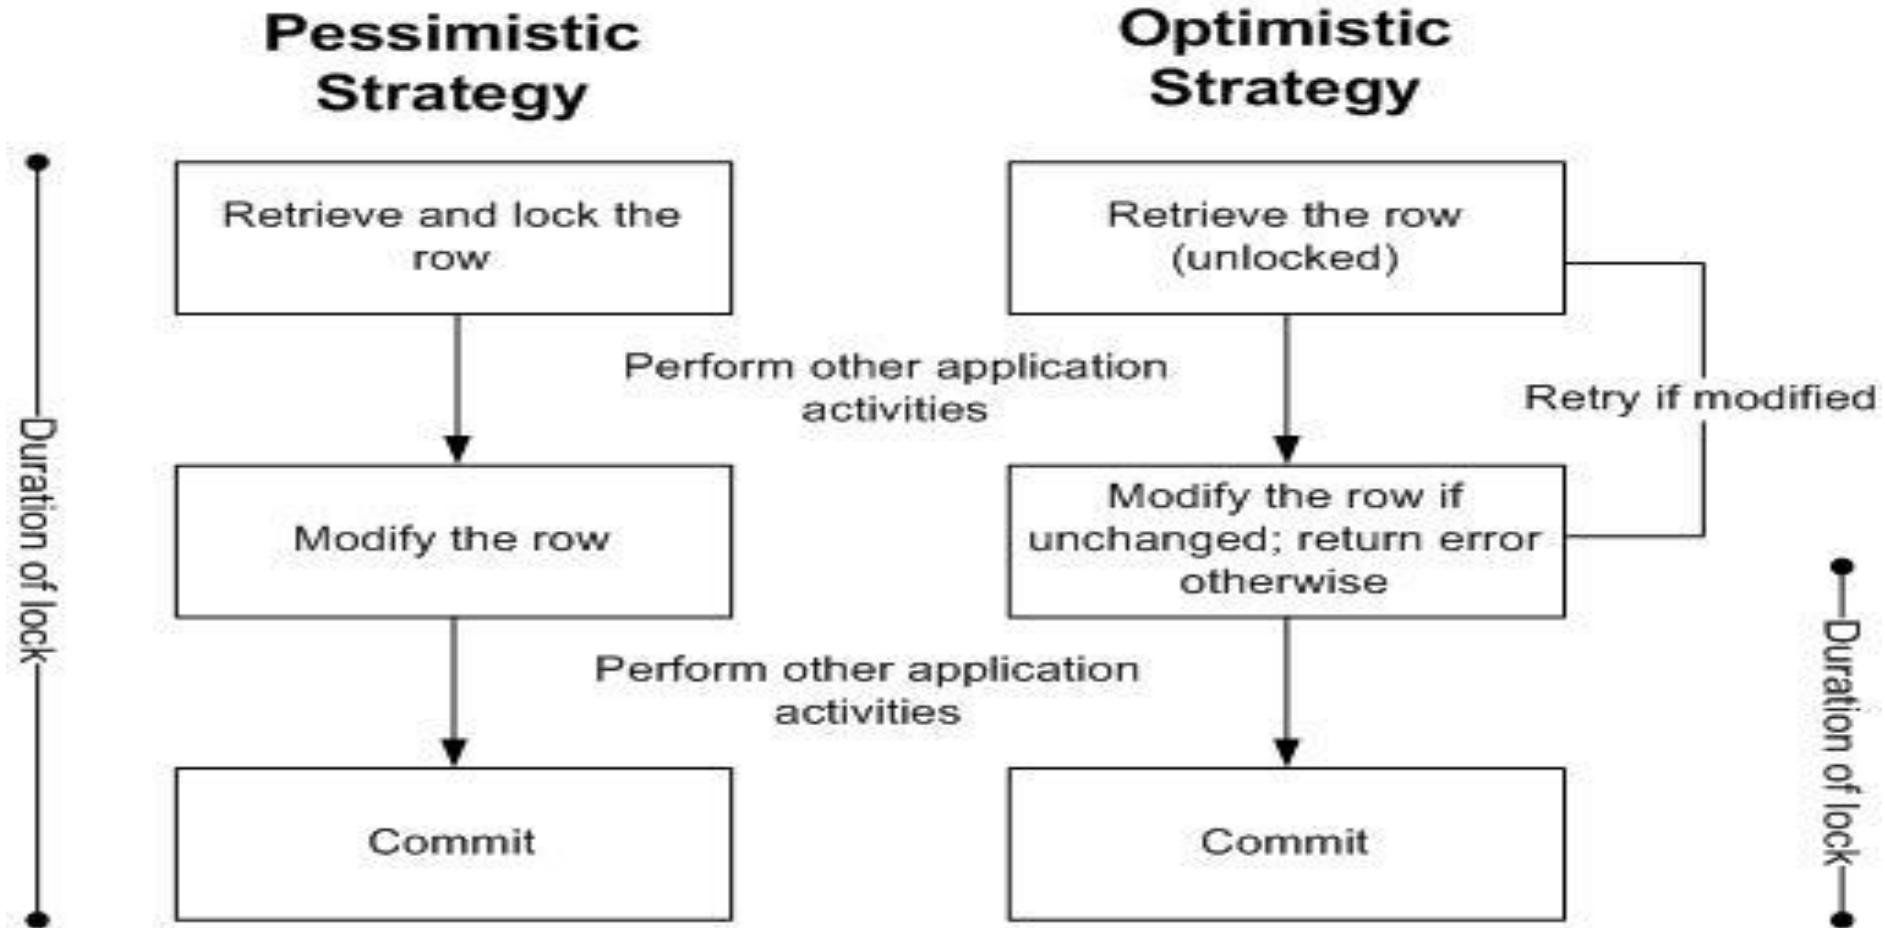 Pessimistic
Strategy
Optimistic
Strategy
Retrieve and lock the
row
Retrieve the row
(unlocked)
Perform other application
activities
Retry if modified
Duration of lock
Modify the row
Modify the row if
unchanged; return error
otherwise
Perform other application
activities
Duration of lock
Commit
Commit